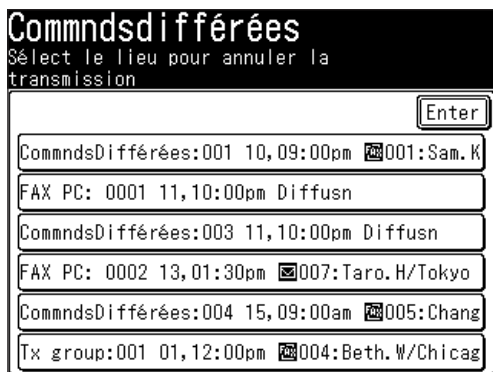 Commndsdifférées
Sélect le lieu pour annuler la
transmission
Enter
CommndsDifférées:001 10,09:00pm 001:Sam.K
FAX PC: 0001 11,10:00pm Diffusn
CommndsDifférées:003 11,10:00pm Diffusn
FAX PC: 0002 13,01:30pm 007:Taro.H/Tokyo
CommndsDifférées:004 15,09:00am 005:Chang
Tx group:001 01,12:00pm 004:Beth.W/Chicag